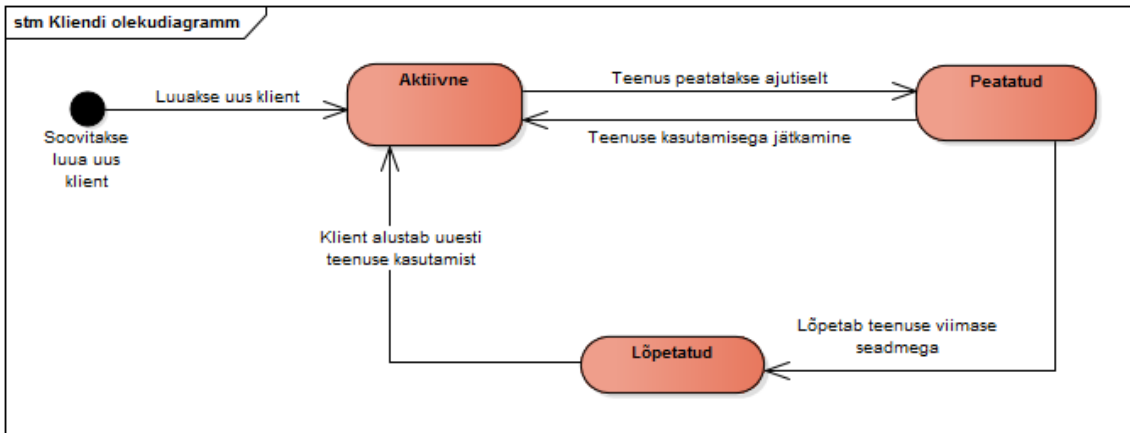 stm Kliendi olekudiagramm
Aktiivne
Teenus peatatakse ajutiselt
Peatatud
Luuakse uus klient
Soovitakse
luua uus
klient
Teenuse kasutamisega jätkamine
Klient alustab uuesti
teenuse kasutamist
Lõpetab teenuse viimase
seadmega
Lõpetatud